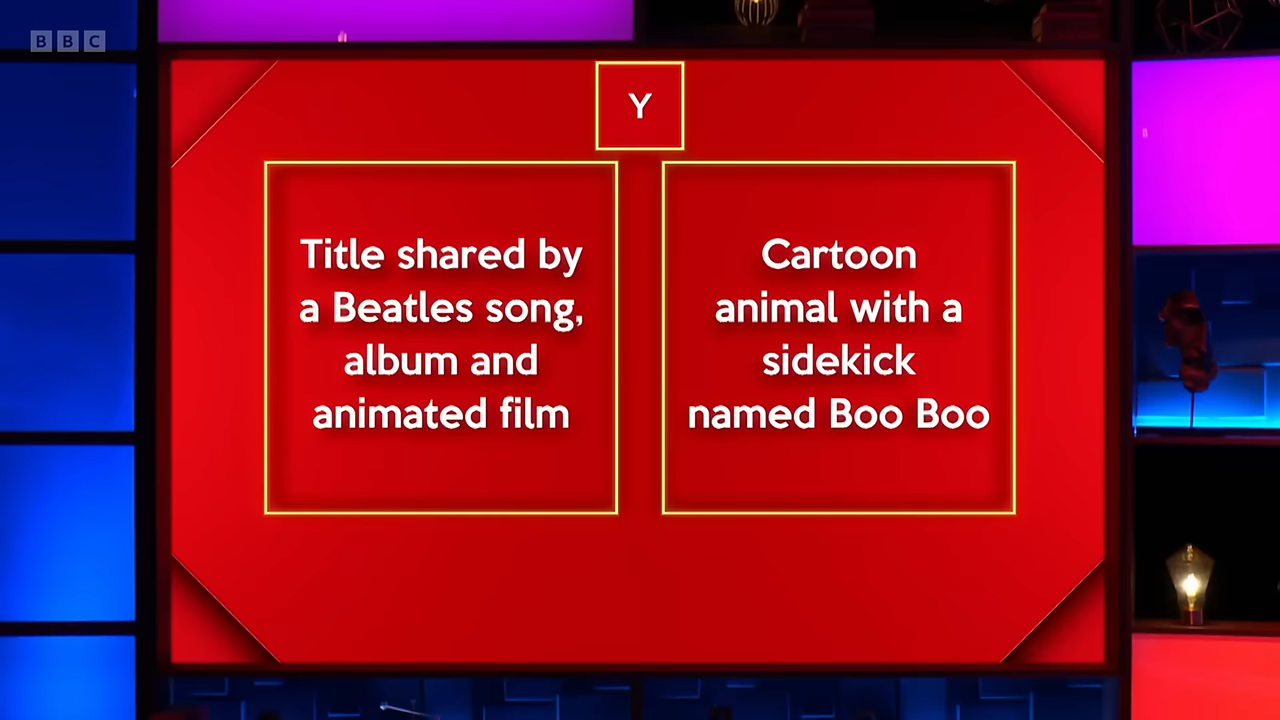 BBC
Y
Title shared by
a Beatles song,
album and
animated film
Cartoon
animal with a
sidekick
named Boo Boo